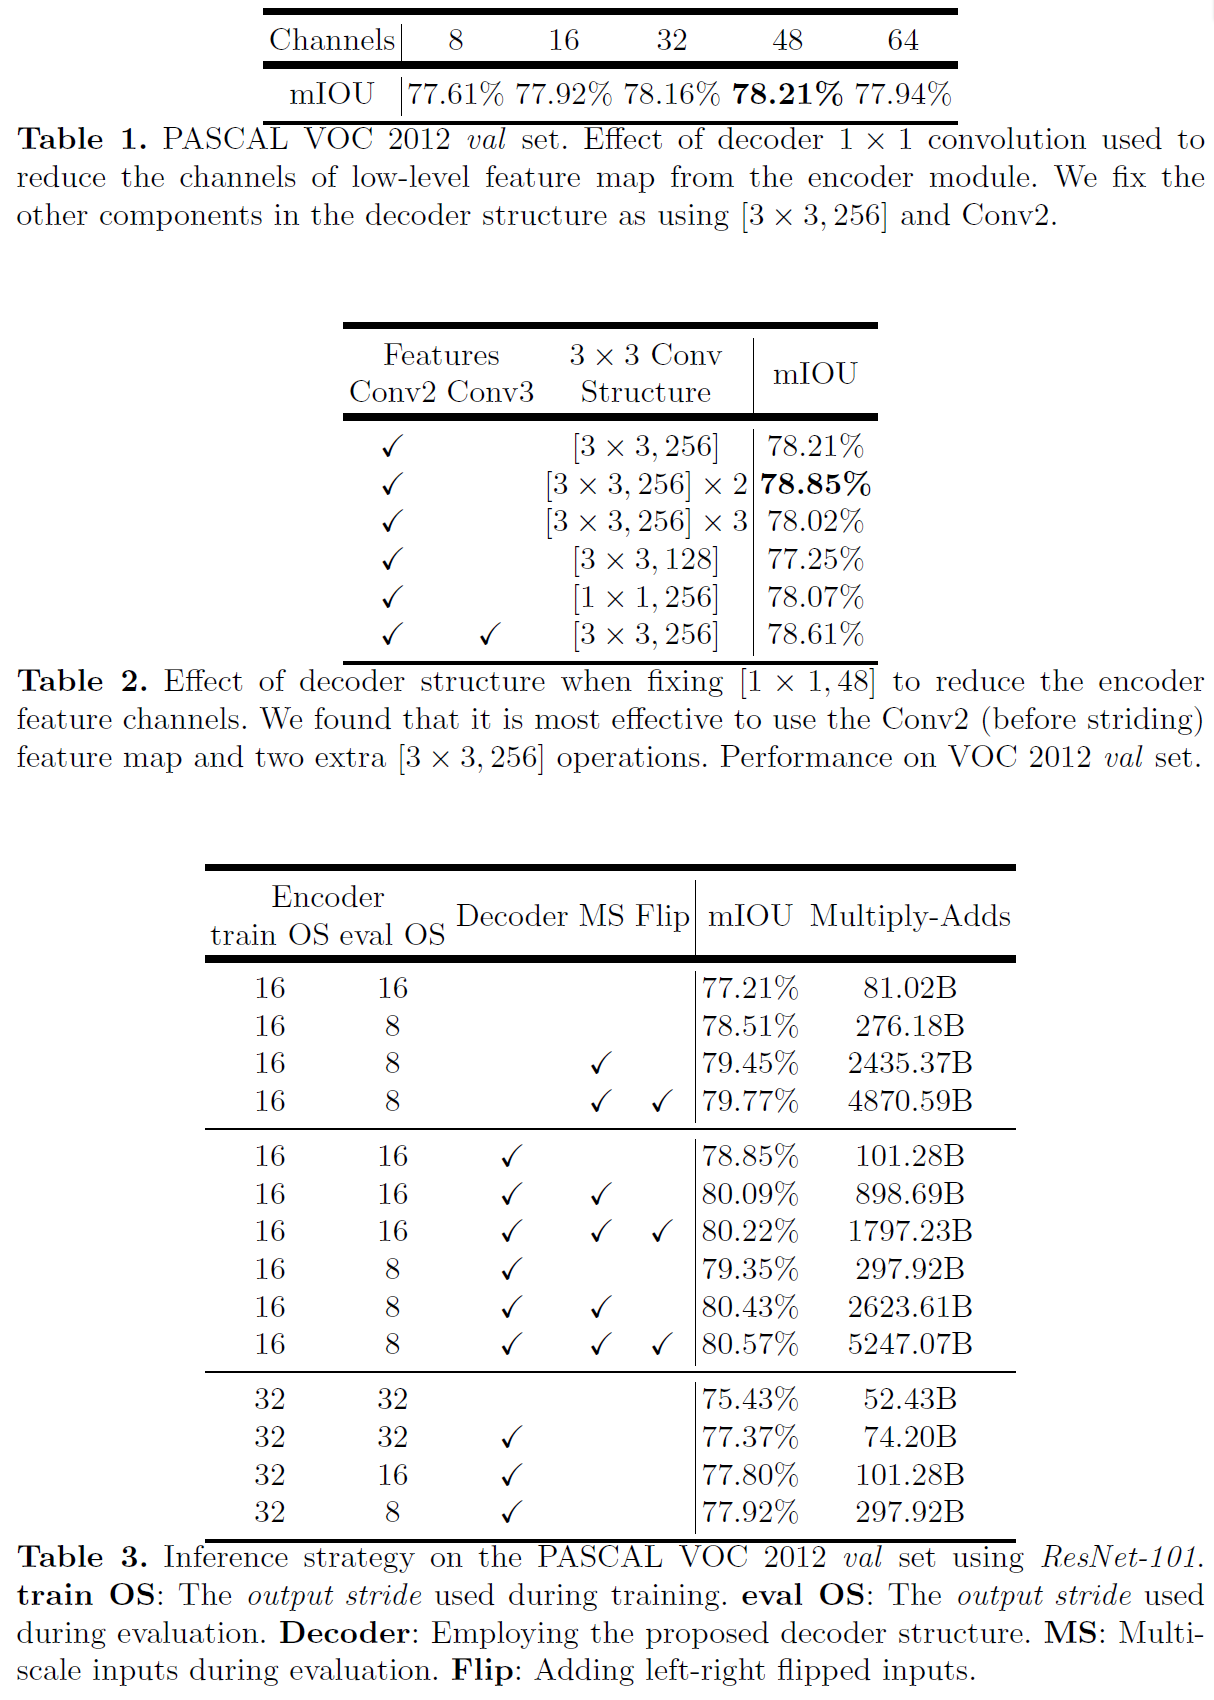 Channels 8 16 32 48 64
mIOU 77.61% 77.92% 78.16% 78.21% 77.94%
Table 1. PASCAL VOC 2012 val set. Effect of decoder 1 × 1 convolution used to
reduce the channels of low-level feature map from the encoder module. We fix the
other components in the decoder structure as using [3 × 3, 256] and Conv2.
Features 3 × 3 Conv mIOU
Conv2 Conv3 Structure
✓ [3 × 3, 256] 78.21%
✓ [3 × 3, 256] × 2 78.85%
✓ [3 × 3, 256] × 3 78.02%
✓ [3 × 3, 128] 77.25%
✓ [1 × 1, 256] 78.07%
✓ ✓ [3 × 3, 256] 78.61%
Table 2. Effect of decoder structure when fixing [1 × 1, 48] to reduce the encoder
feature channels. We found that it is most effective to use the Conv2 (before striding)
feature map and two extra [3 × 3, 256] operations. Performance on VOC 2012 val set.
Encoder
train OS eval OS Decoder MS Flip mIOU Multiply-Adds
16 16 77.21% 81.02B
16 8 78.51% 276.18B
16 8 ✓ 79.45% 2435.37B
16 8 ✓ ✓ 79.77% 4870.59B
16 16 ✓ 78.85% 101.28B
16 16 ✓ ✓ 80.09% 898.69B
16 16 ✓ ✓ ✓ 80.22% 1797.23B
16 8 ✓ 79.35% 297.92B
16 8 ✓ ✓ 80.43% 2623.61B
16 8 ✓ ✓ ✓ 80.57% 5247.07B
32 32 75.43% 52.43B
32 32 ✓ 77.37% 74.20B
32 16 ✓ 77.80% 101.28B
32 8 ✓ 77.92% 297.92B
Table 3. Inference strategy on the PASCAL VOC 2012 val set using ResNet-101.
train OS: The output stride used during training. eval OS: The output stride used
during evaluation. Decoder: Employing the proposed decoder structure. MS: Multi-
scale inputs during evaluation. Flip: Adding left-right flipped inputs.